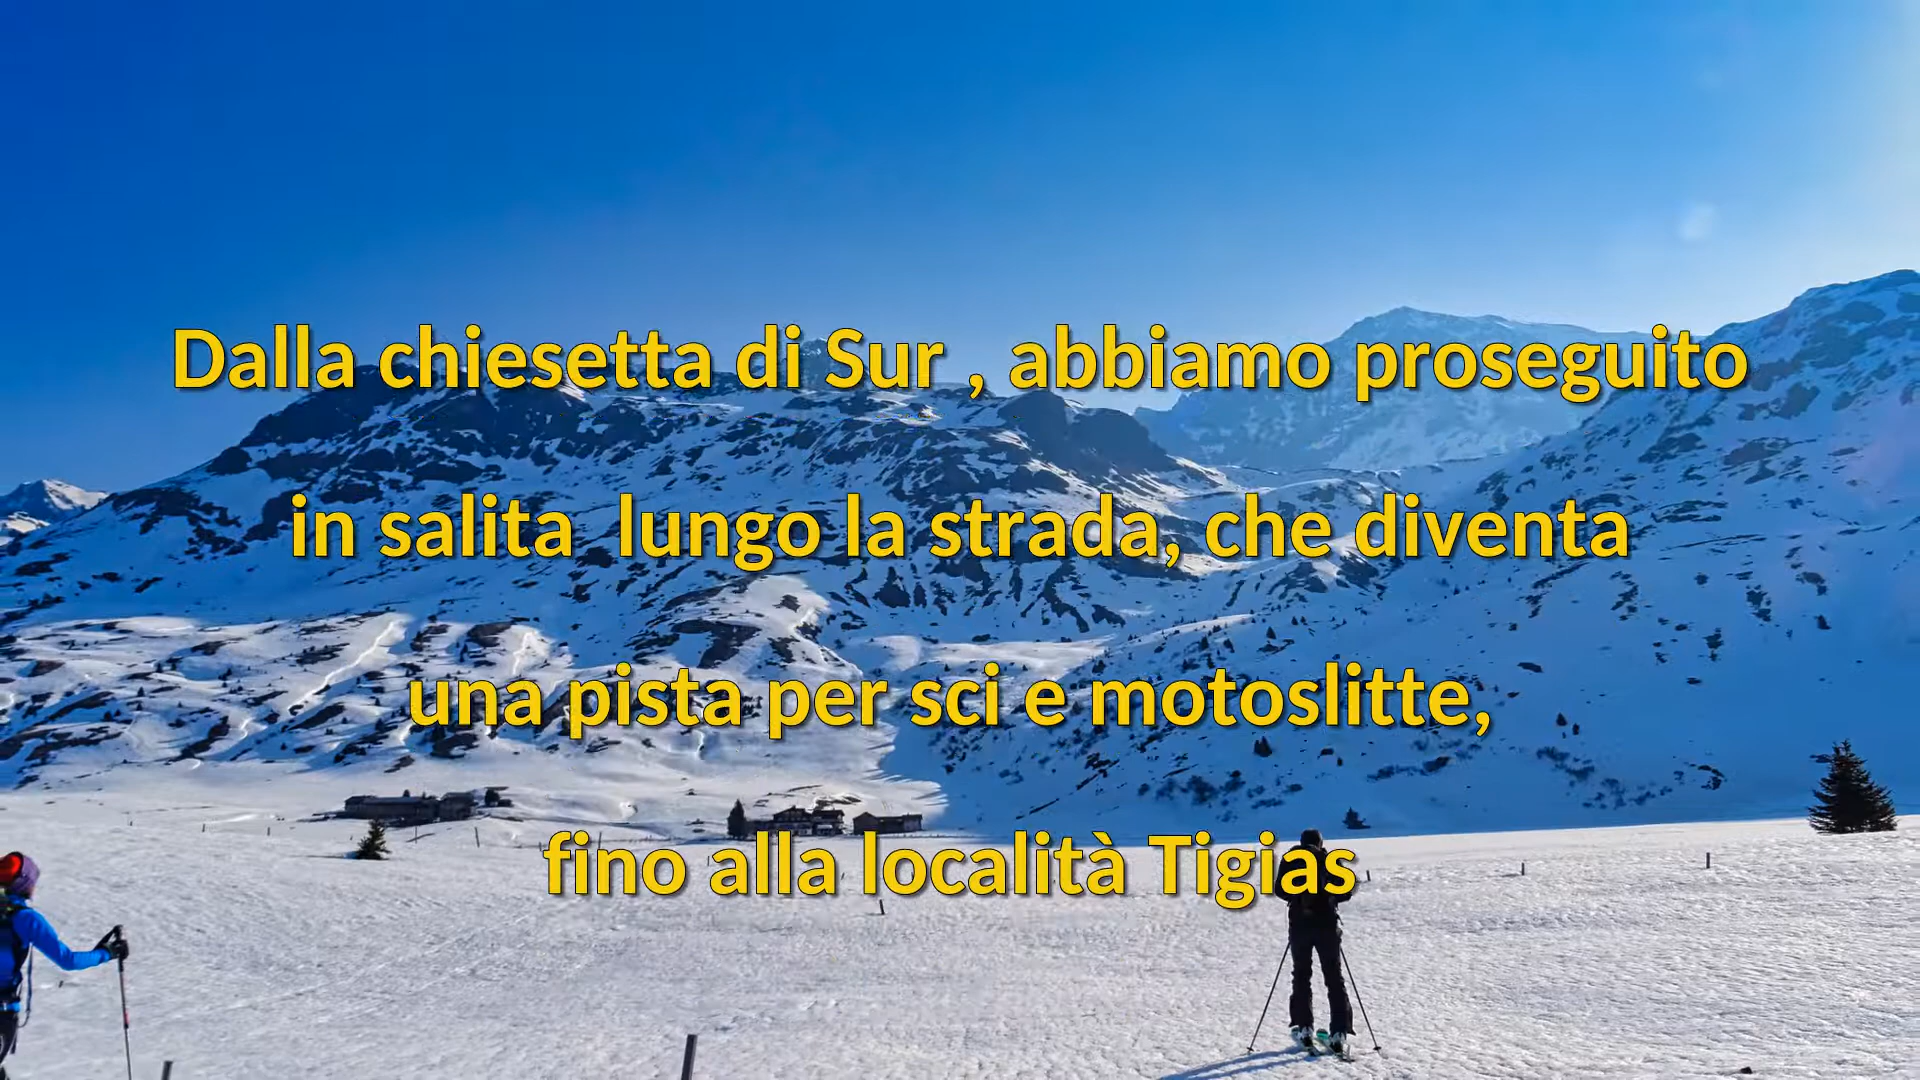 Dalla chiesetta di Sur , abbiamo proseguito
in salita  lungo la strada, che diventa
una pista per sci e motoslitte,
fino alla località Tigias